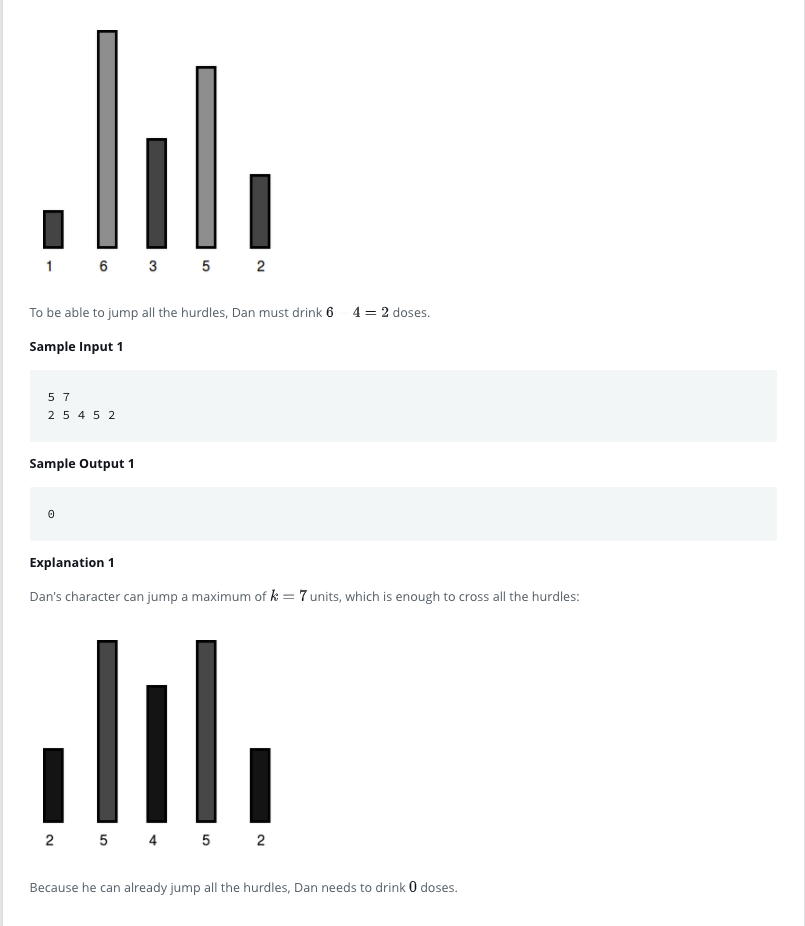 1 6 3 5 2
To be able to jump all the hurdles, Dan must drink 6 − 4 = 2 doses.
Sample Input 1
5 7
2 5 4 5 2
Sample Output 1
0
Explanation 1
Dan's character can jump a maximum of k = 7 units, which is enough to cross all the hurdles:
2 5 4 5 2
Because he can already jump all the hurdles, Dan needs to drink 0 doses.